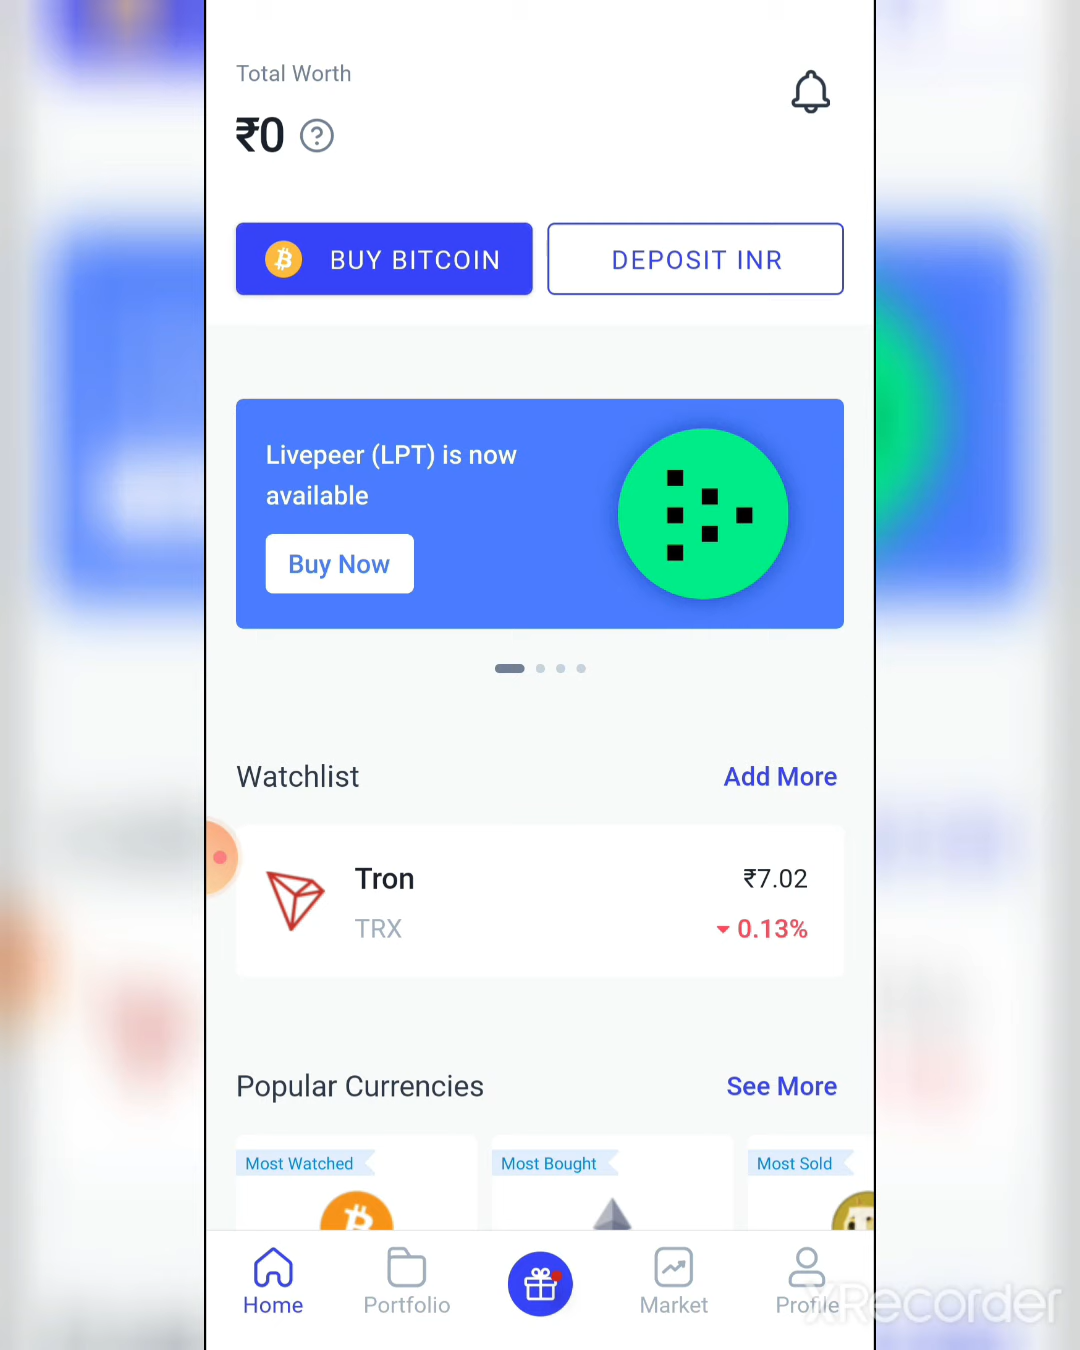 Total Worth
₹0
BUY BITCOIN
DEPOSIT INR
Livepeer (LPT) is now
available
Buy Now
Watchlist
Add More
Tron
₹7.02
TRX
0.13%
Popular Currencies
See More
Most Watched
Most Bought
Most Sold
Home
Portfolio
Market
Profile
XRecorder